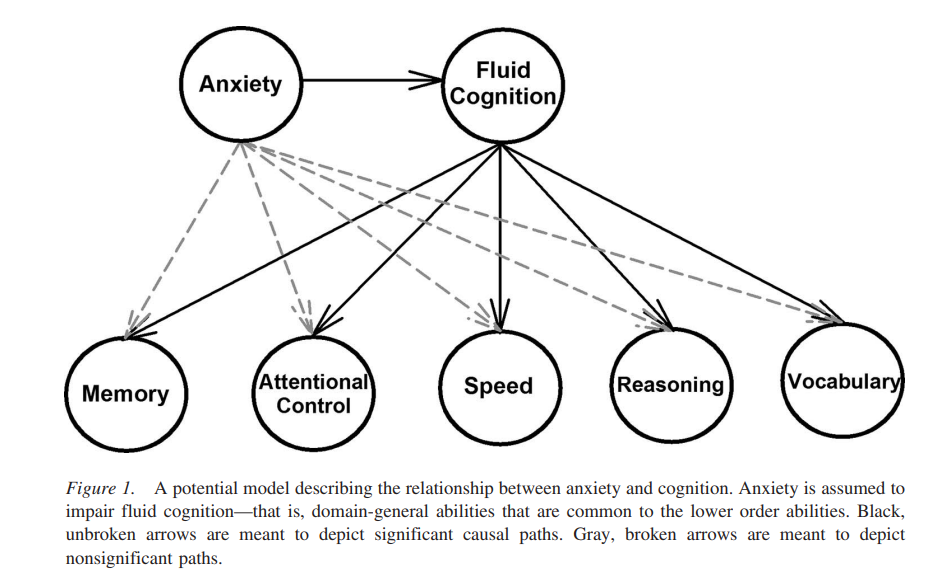 Anxiety
Fluid
Cognition
Memory
Attentional
Control
Speed
Reasoning
Vocabulary
Figure 1. A potential model describing the relationship between anxiety and cognition. Anxiety is assumed to
impair fluid cognition—that is, domain-general abilities that are common to the lower order abilities. Black,
unbroken arrows are meant to depict significant causal paths. Gray, broken arrows are meant to depict
nonsignificant paths.